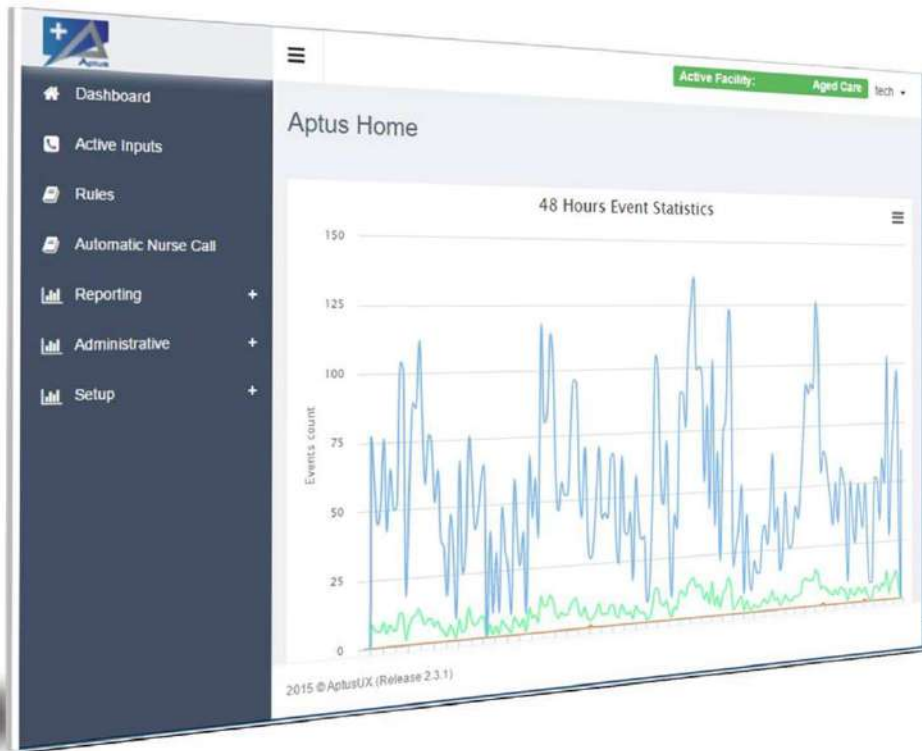 Aptus
Active Facility: Aged Care tech
Dashboard
Active Inputs
Rules
Automatic Nurse Call
Reporting +
Administrative +
Setup +
Aptus Home
48 Hours Event Statistics
150
125
100
75
50
25
0
Events count
2015 © AptusUX (Release 2.3.1)